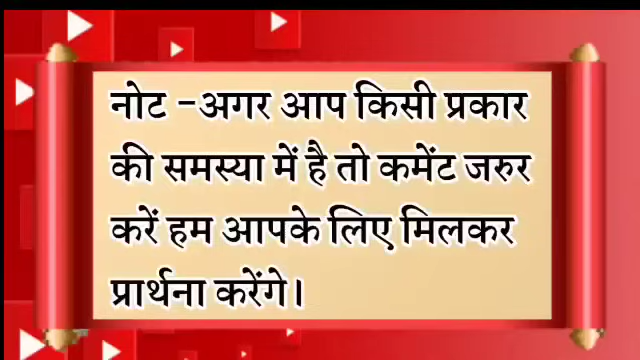 नोट -अगर आप किसी प्रकार
की समस्या में है तो कमेंट जरुर
करें हम आपके लिए मिलकर
प्रार्थना करेंगे।